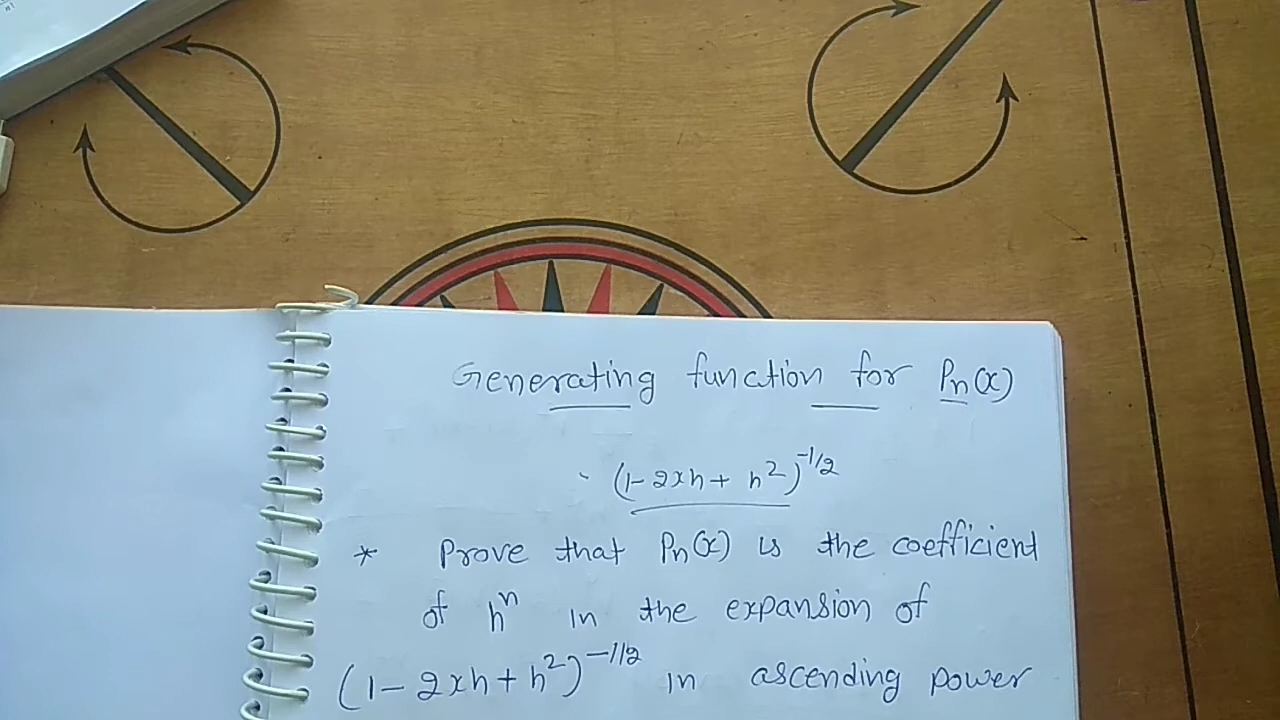 Generating function for Pn(x)
(1-2xh+h²)^-1/2
* Prove that Pn(x) is the coefficient
of hⁿ in the expansion of
(1-2xh+h²)^-1/2 in ascending power